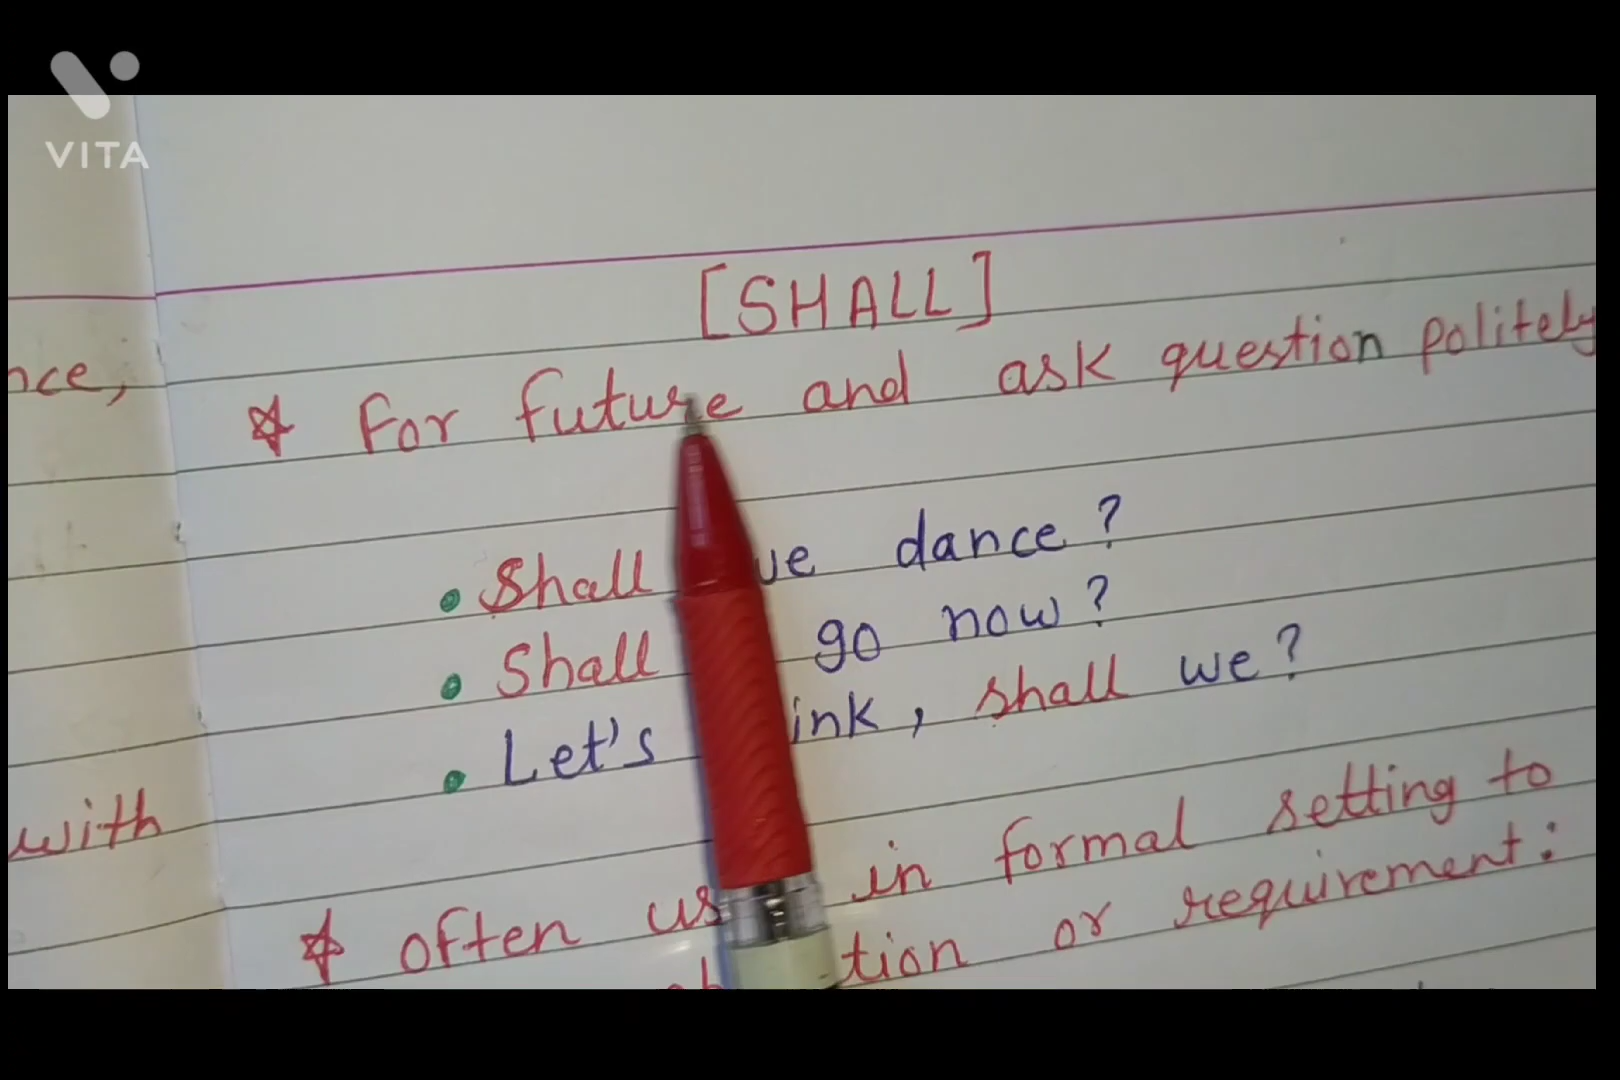 VITA
[SHALL]
nce,
☆ For future and ask question politely
• Shall we dance?
• Shall go now?
• Let's ink, shall we?
with
☆ often us in formal setting to
tion or requirement: